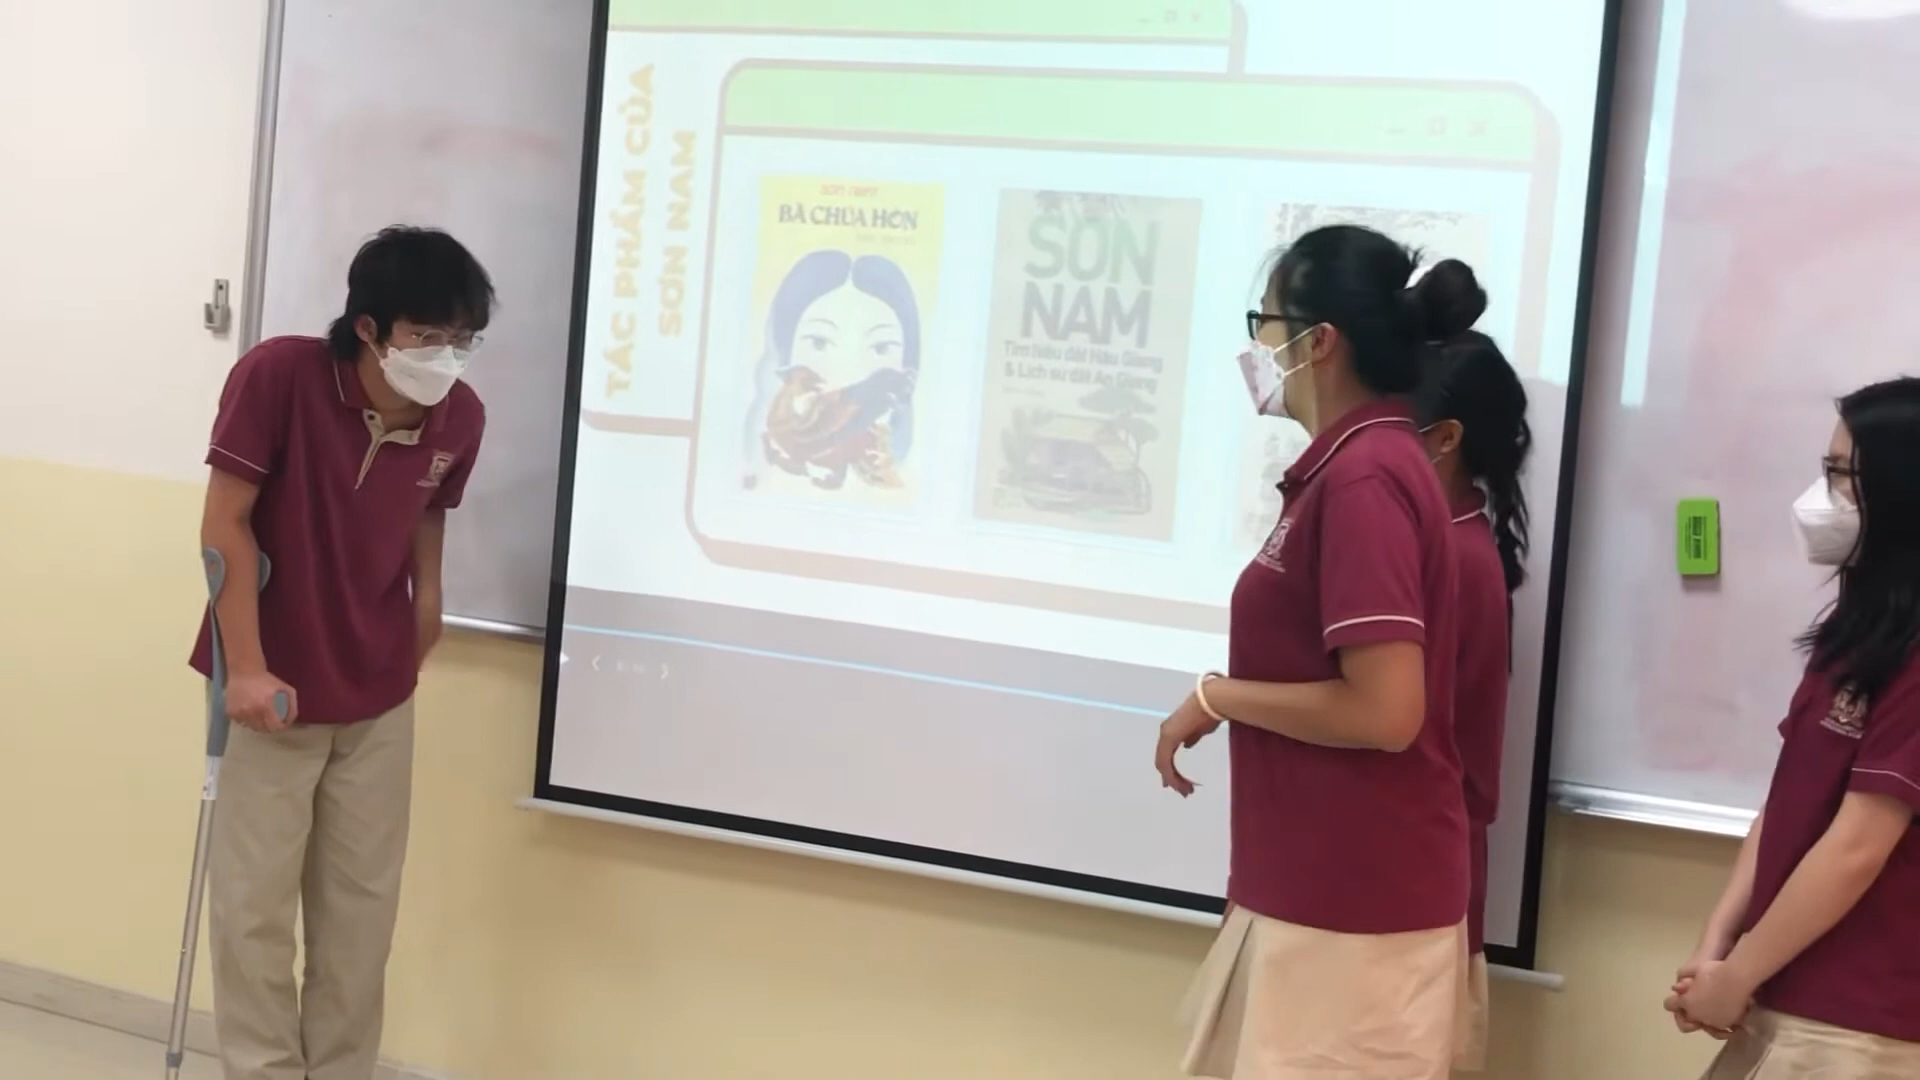 TÁC PHẨM CỦA
SƠN NAM
SƠN NAM
BÀ CHÚA HÒN
SƠN
NAM
Tìm hiểu đất Hậu Giang
& Lịch sử đất An Giang